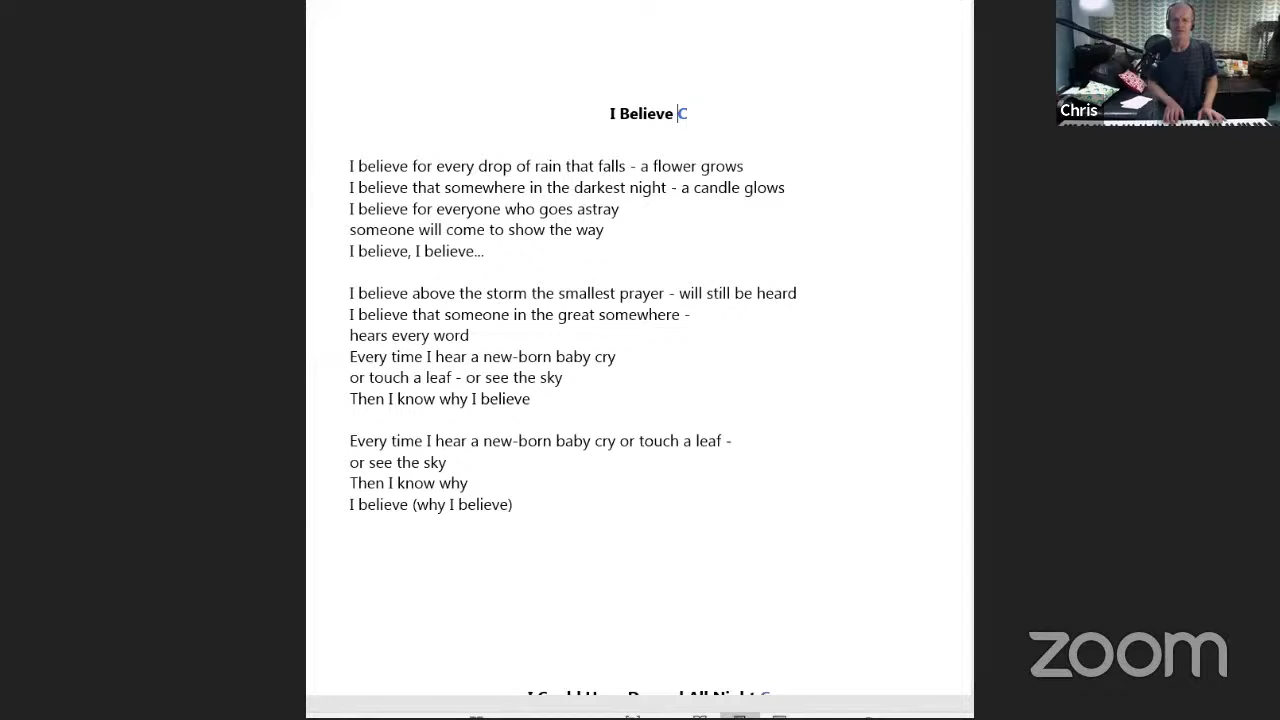 I Believe C
Chris
I believe for every drop of rain that falls - a flower grows
I believe that somewhere in the darkest night - a candle glows
I believe for everyone who goes astray
someone will come to show the way
I believe, I believe...
I believe above the storm the smallest prayer - will still be heard
I believe that someone in the great somewhere -
hears every word
Every time I hear a new-born baby cry
or touch a leaf - or see the sky
Then I know why I believe
Every time I hear a new-born baby cry or touch a leaf -
or see the sky
Then I know why
I believe (why I believe)
zoom
I Could Have Danced All Night C